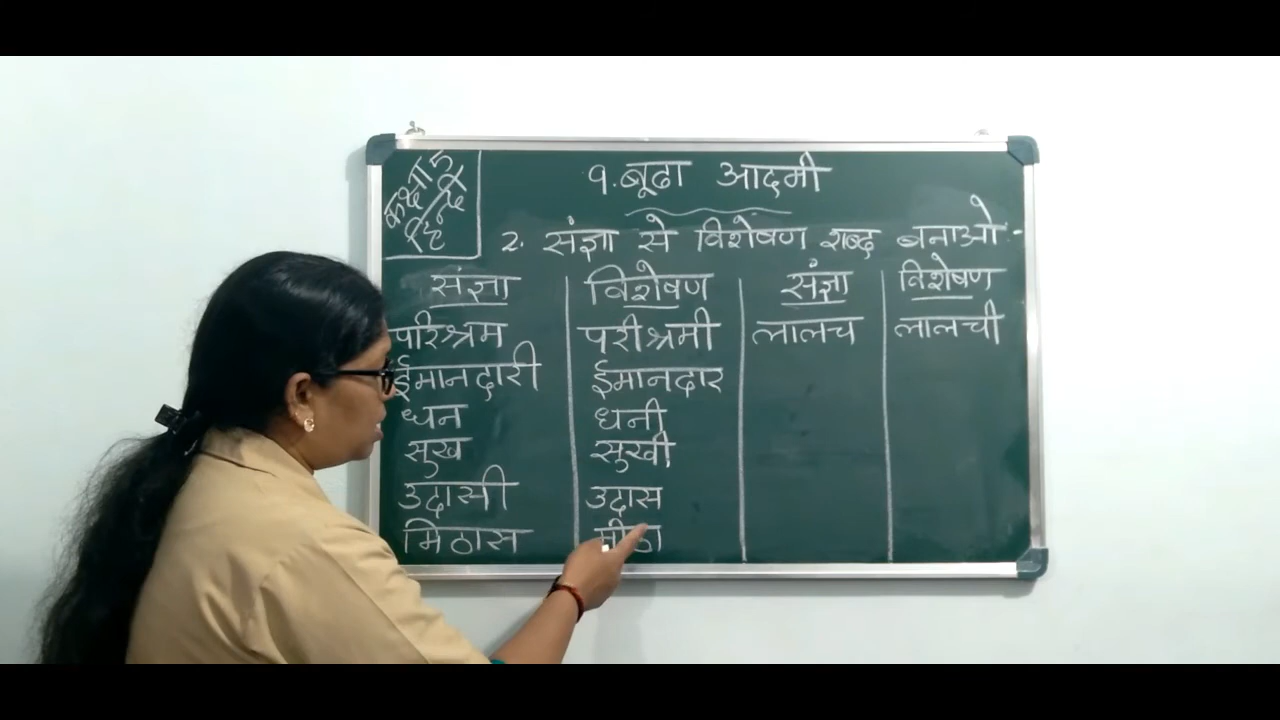 कक्षा ५
हिन्दी
१. बूढा आदमी
2. संज्ञा से विशेषण शब्द बनाओ -
संज्ञा विशेषण संज्ञा विशेषण
परिश्रम परीश्रमी लालच लालची
ईमानदारी ईमानदार
धन धनी
सुख सुखी
उदासी उदास
मिठास मीठा